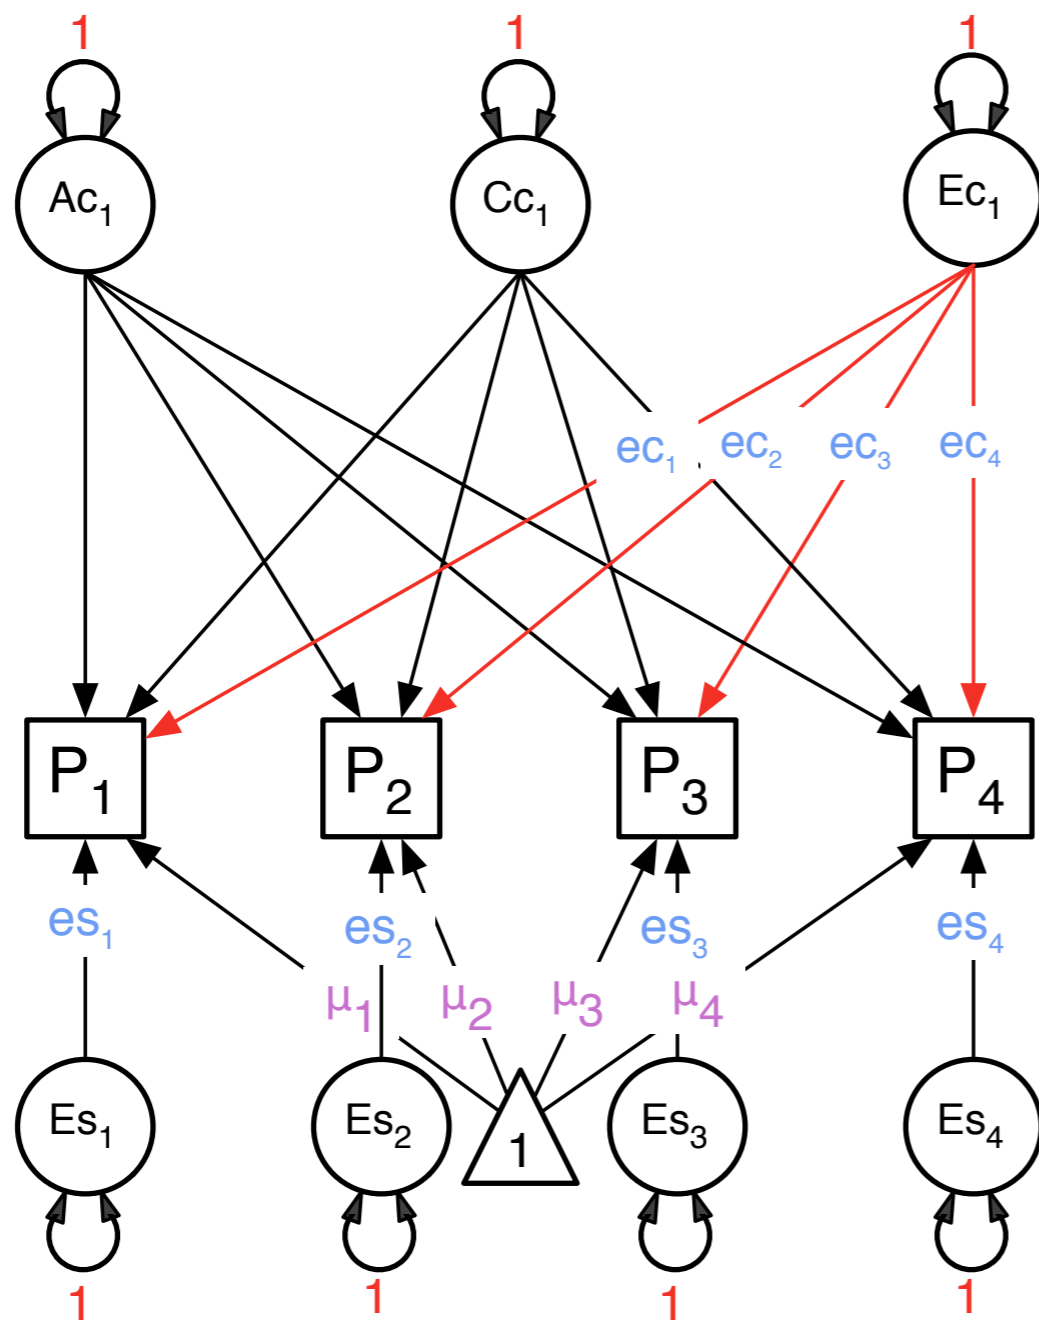 1 1 1
Ac₁ Cc₁ Ec₁
ec₁ ec₂ ec₃ ec₄
P₁ P₂ P₃ P₄
es₁ es₂ es₃ es₄
μ₁ μ₂ μ₃ μ₄
Es₁ Es₂ 1 Es₃ Es₄
1 1 1 1